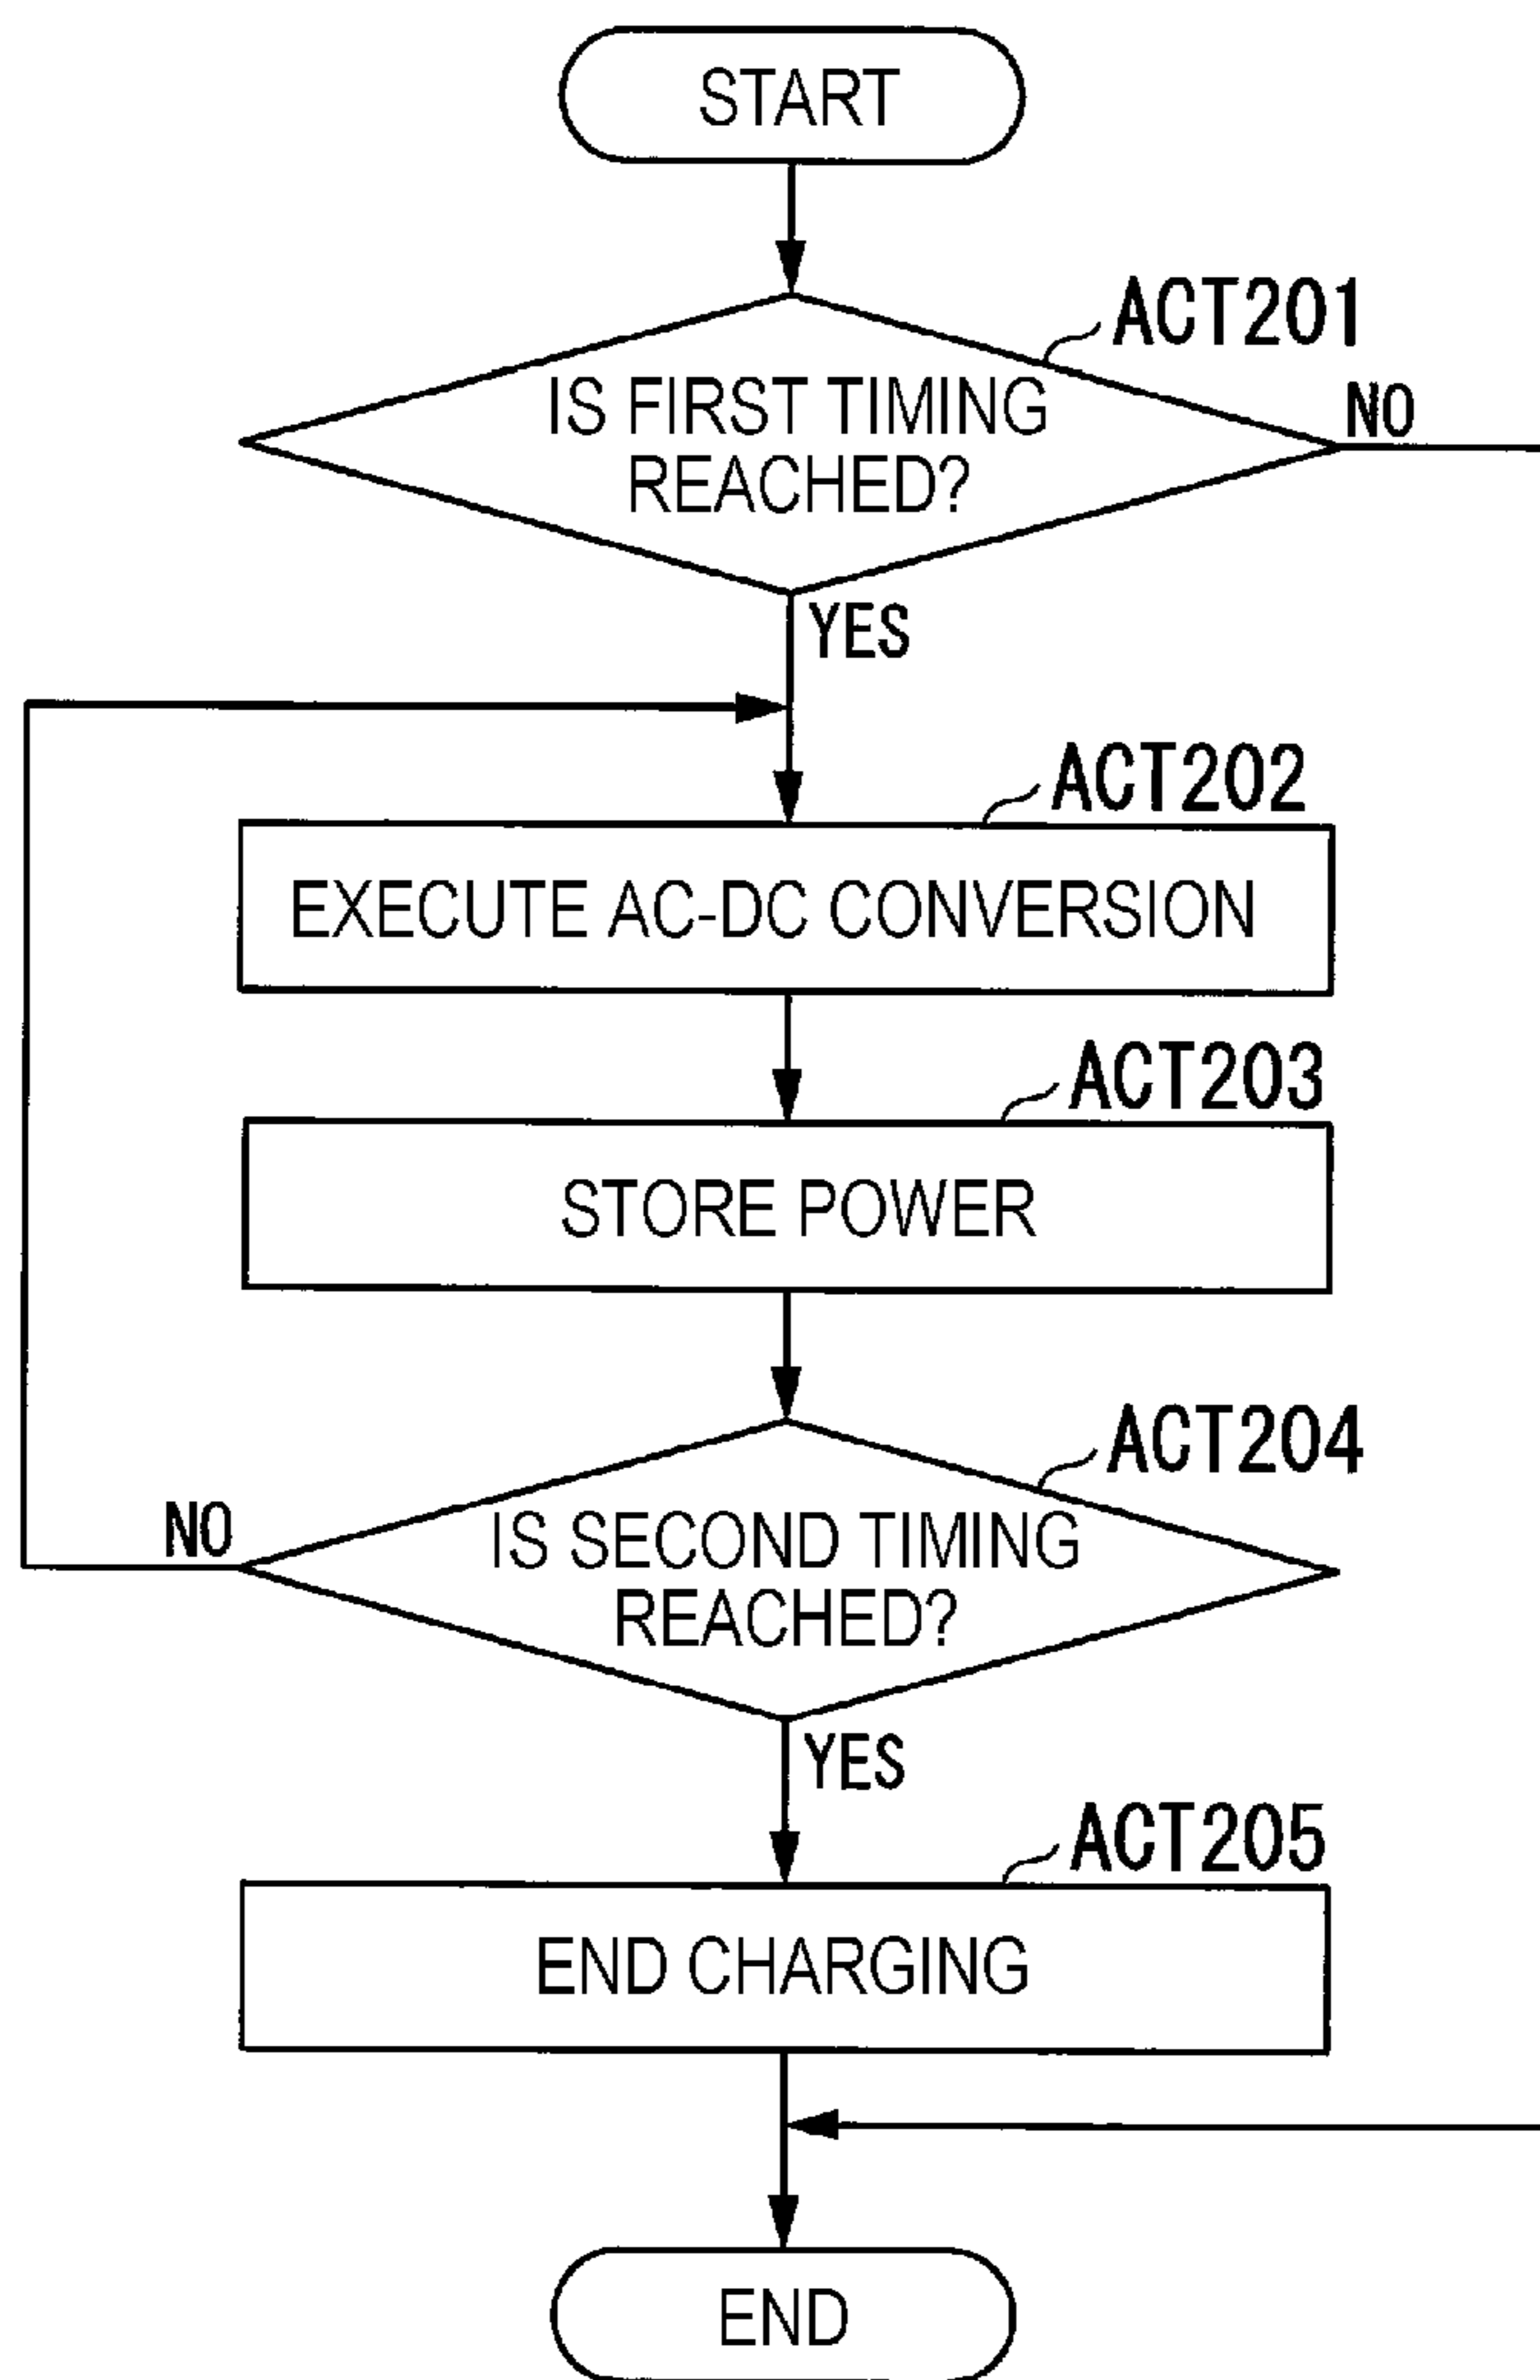 START
ACT201
IS FIRST TIMING
REACHED?
NO
YES
ACT202
EXECUTE AC-DC CONVERSION
ACT203
STORE POWER
ACT204
NO
IS SECOND TIMING
REACHED?
YES
ACT205
END CHARGING
END